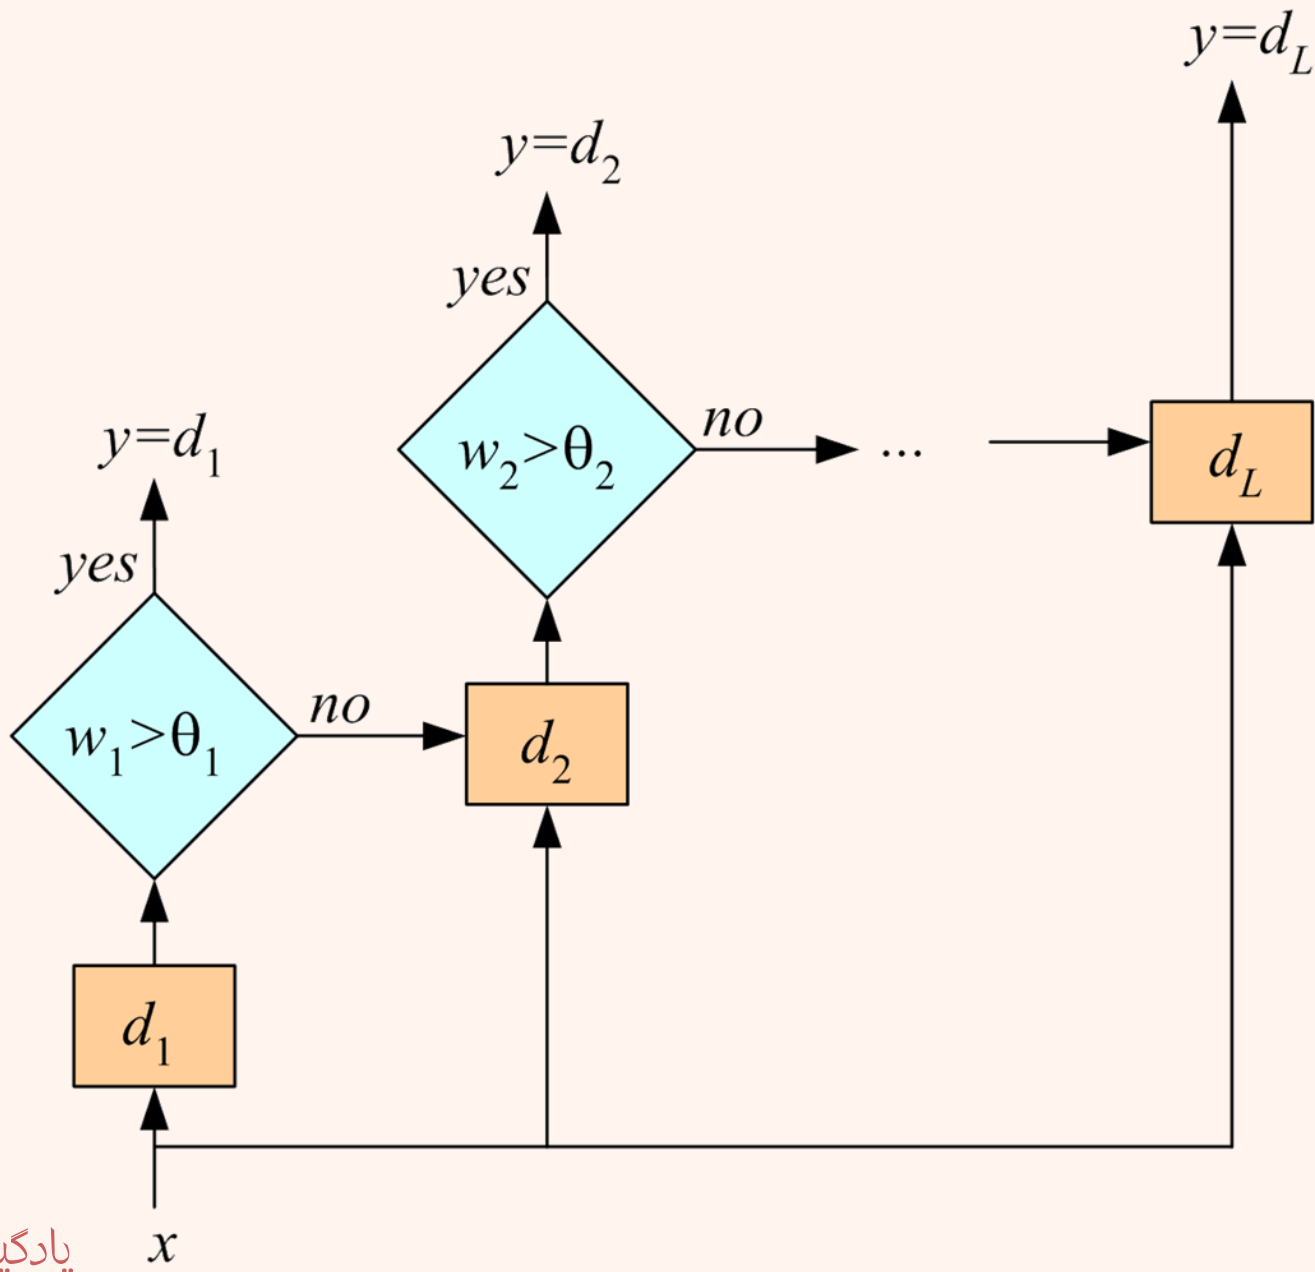 y=d_L
y=d_2
yes
w_2>θ_2
no
...
d_L
y=d_1
yes
w_1>θ_1
no
d_2
d_1
x